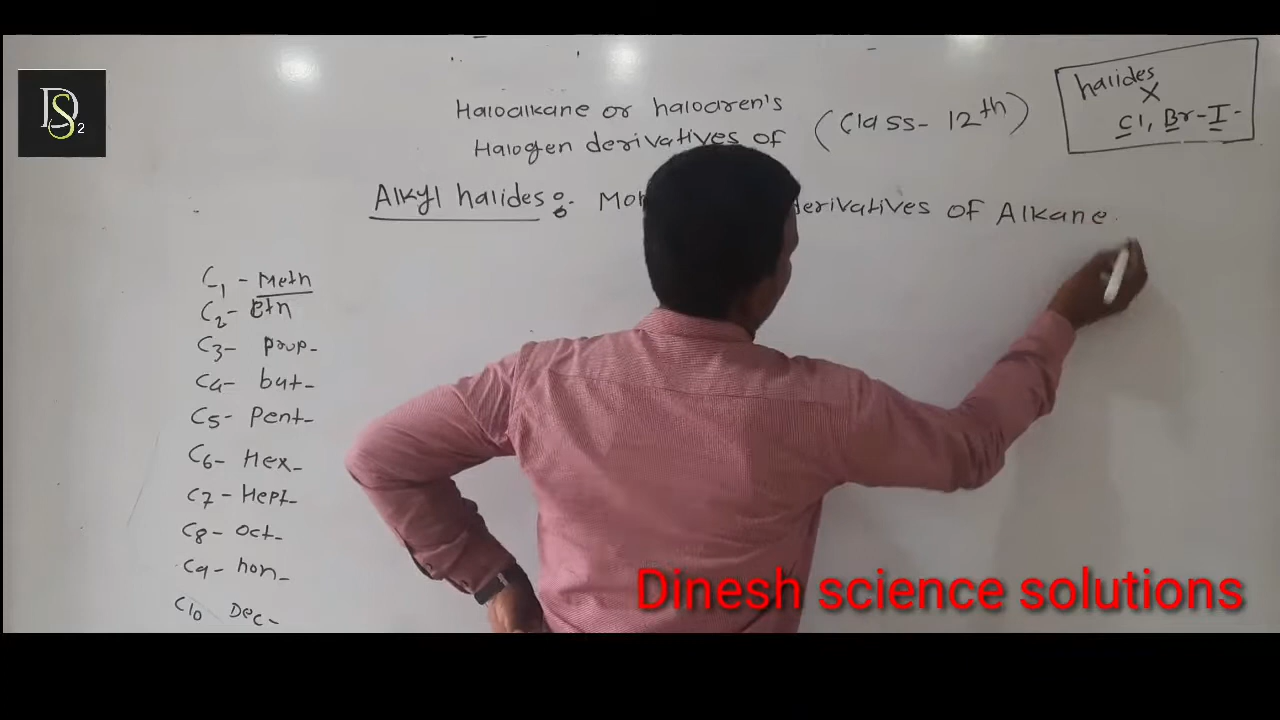 DS2
Haloalkane or haloaren's
Halogen derivatives of
(Class- 12th)
halides
X
Cl, Br-I-
Alkyl halides :- derivatives of Alkane
C1 - Meth
C2- Eth
C3- prop-
C4- but-
C5- Pent-
C6- Hex-
C7 - Hept-
C8- Oct-
C9- non-
C10 Dec-
Dinesh science solutions